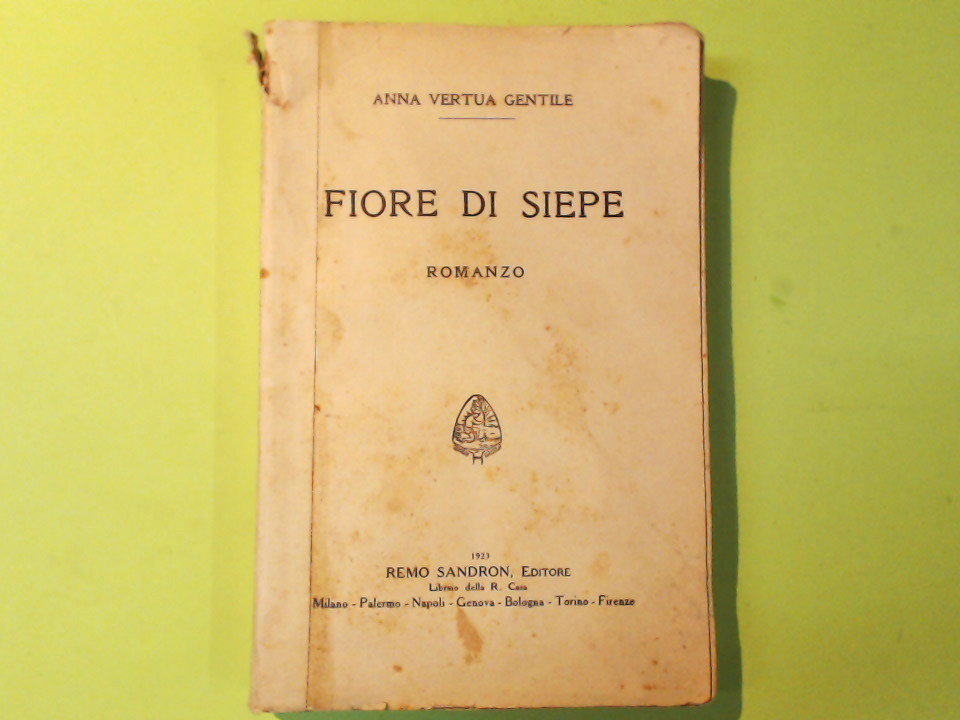 ANNA VERTUA GENTILE
FIORE DI SIEPE
ROMANZO
1923
REMO SANDRON, EDITORE
Libraio della R. Casa
Milano - Palermo - Napoli - Genova - Bologna - Torino - Firenze